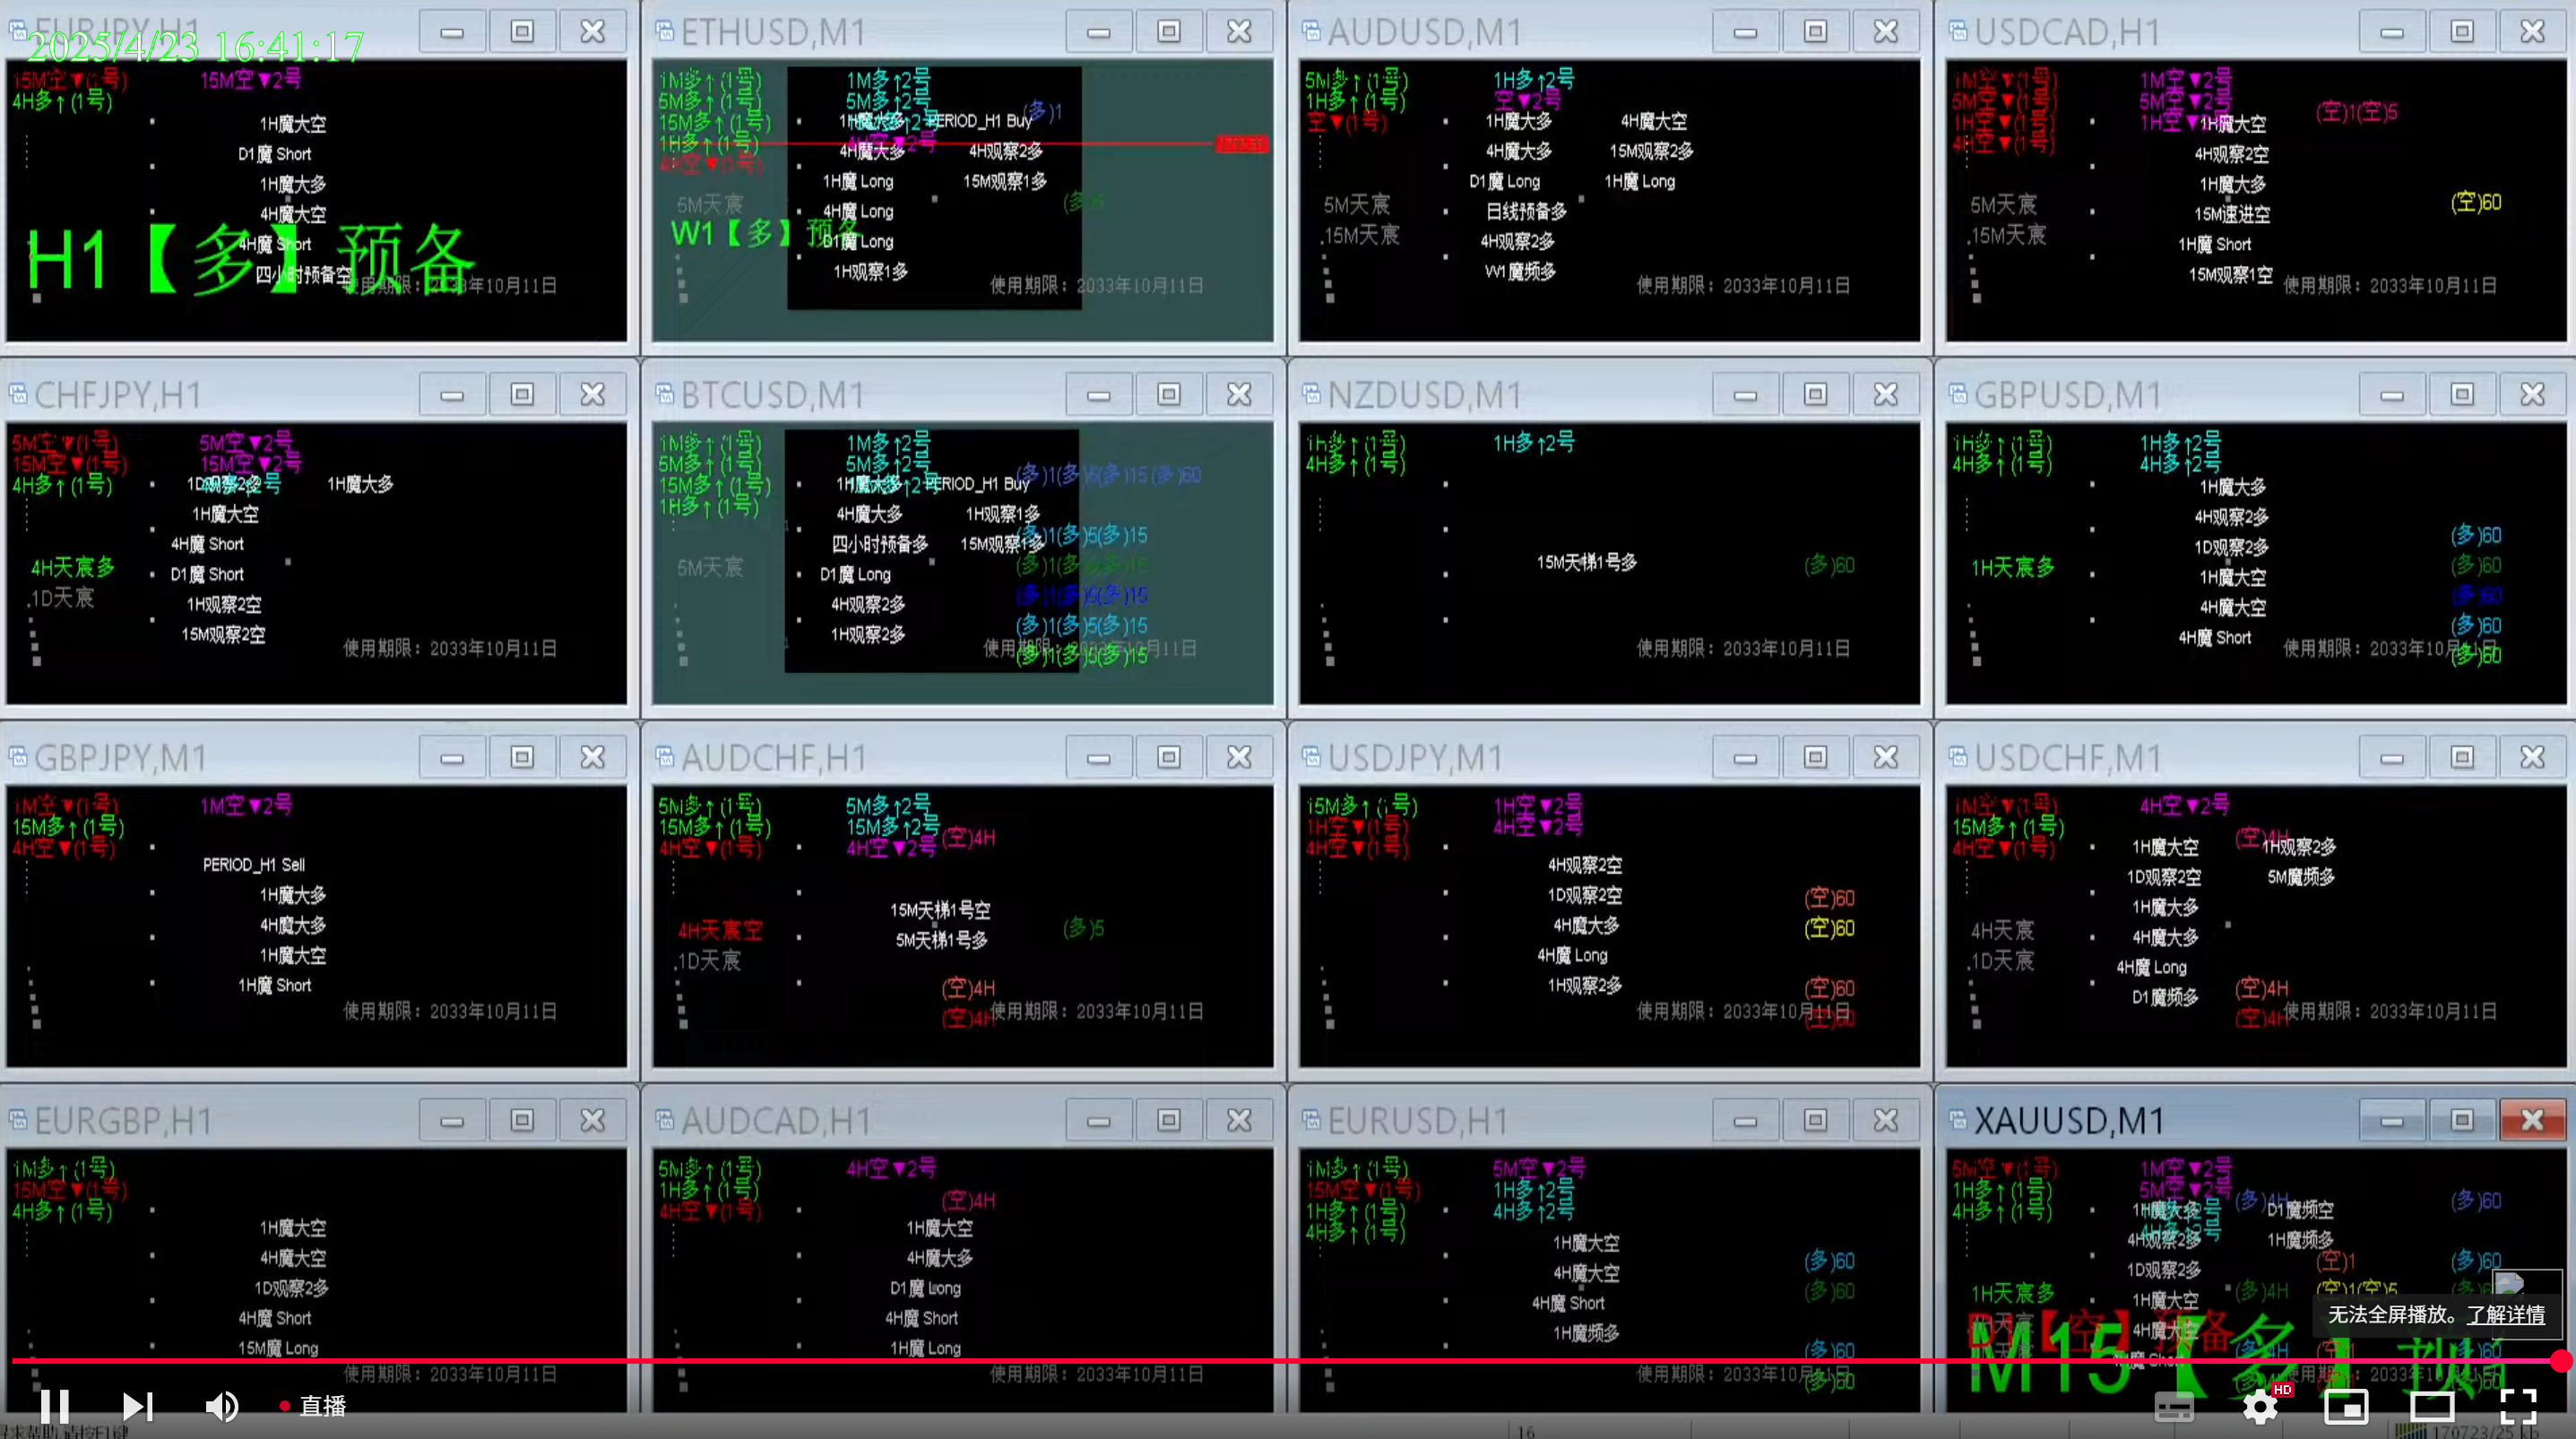 EURJPY,H1
2025/4/23 16:41:17
15M空▼(1号) 15M空▼2号
4H多↑(1号)
1H魔大空
D1魔 Short
1H魔大多
4H魔大空
4H魔 Short
四小时预备空
H1【多】预备
使用期限：2033年10月11日
ETHUSD,M1
1M多↑(1号) 1M多↑2号
5M多↑(1号) 5M多↑2号
15M多↑(1号) (多)1
1H魔大多 PERIOD_H1 Buy
1H多↑(1号) 4H空▼2号
4H魔大多 4H观察2多
4H空▼(1号)
1H魔 Long 15M观察1多
5M天宸
4H魔 Long
W1【多】预备
D1魔 Long
1H观察1多
使用期限：2033年10月11日
AUDUSD,M1
5M多↑(1号) 1H多↑2号
1H多↑(1号) 空▼2号
空▼(1号) 1H魔大多 4H魔大空
4H魔大多 15M观察2多
D1魔 Long 1H魔 Long
5M天宸 日线预备多
.15M天宸 4H观察2多
W1魔频多
使用期限：2033年10月11日
USDCAD,H1
1M空▼(1号) 1M空▼2号
5M空▼(1号) 5M空▼2号 (空)1(空)5
1H空▼(1号) 1H空▼2号 1H魔大空
4H空▼(1号) 4H观察2空
1H魔大多
5M天宸 15M速进空 (空)60
.15M天宸 1H魔 Short
15M观察1空
使用期限：2033年10月11日
CHFJPY,H1
5M空▼(1号) 5M空▼2号
15M空▼(1号) 15M空▼2号
4H多↑(1号) 1D观察2多 1H魔大多
1H魔大空
4H魔 Short
4H天宸多 D1魔 Short
.1D天宸 1H观察2空
15M观察2空
使用期限：2033年10月11日
BTCUSD,M1
1M多↑(1号) 1M多↑2号
5M多↑(1号) 5M多↑2号 (多)1(多)5(多)15(多)60
15M多↑(1号) 1H魔大多 PERIOD_H1 Buy
1H多↑(1号) 4H魔大多 1H观察1多
(多)1(多)5(多)15
四小时预备多 15M观察1多
5M天宸 D1魔 Long
(多)1(多)5(多)15
4H观察2多
(多)1(多)5(多)15
1H观察2多
使用期限：2033年10月11日
(多)1(多)5(多)15
NZDUSD,M1
1H多↑(1号) 1H多↑2号
4H多↑(1号)
15M天梯1号多 (多)60
使用期限：2033年10月11日
GBPUSD,M1
1H多↑(1号) 1H多↑2号
4H多↑(1号) 4H多↑2号
1H魔大多
4H观察2多
(多)60
1D观察2多
1H天宸多 (多)60
1H魔大空
(多)60
4H魔大空
(多)60
4H魔 Short
使用期限：2033年10月11日
(多)60
GBPJPY,M1
1M空▼(1号) 1M空▼2号
15M多↑(1号)
4H空▼(1号)
PERIOD_H1 Sell
1H魔大多
4H魔大多
1H魔大空
1H魔 Short
使用期限：2033年10月11日
AUDCHF,H1
5M多↑(1号) 5M多↑2号
15M多↑(1号) 15M多↑2号 (空)4H
4H空▼(1号) 4H空▼2号
15M天梯1号空
4H天宸空 (多)5
5M天梯1号多
.1D天宸
(空)4H
(空)4H
使用期限：2033年10月11日
USDJPY,M1
15M多↑(1号) 1H空▼2号
1H空▼(1号) 4H空▼2号
4H空▼(1号)
4H观察2空
1D观察2空 (空)60
4H魔大多 (空)60
4H魔 Long
1H观察2多 (空)60
使用期限：2033年10月11日
(空)60
USDCHF,M1
1M空▼(1号) 4H空▼2号
15M多↑(1号) (空)4H
4H空▼(1号) 1H魔大空 1H观察2多
1D观察2空 5M魔频多
1H魔大多
4H天宸 4H魔大多
.1D天宸 4H魔 Long
(空)4H
D1魔频多
(空)4H
使用期限：2033年10月11日
EURGBP,H1
1M多↑(1号)
15M空▼(1号)
4H多↑(1号)
1H魔大空
4H魔大空
1D观察2多
4H魔 Short
15M魔 Long
使用期限：2033年10月11日
AUDCAD,H1
5M多↑(1号) 4H空▼2号
1H多↑(1号) (空)4H
4H空▼(1号)
1H魔大空
4H魔大多
D1魔 Long
4H魔 Short
1H魔 Long
使用期限：2033年10月11日
EURUSD,H1
1M多↑(1号) 5M空▼2号
15M空▼(1号) 1H多↑2号
1H多↑(1号) 4H多↑2号
4H多↑(1号)
1H魔大空
(多)60
4H魔大空
(多)60
4H魔 Short
1H魔频多
(多)60
使用期限：2033年10月11日
(多)60
XAUUSD,M1
5M空▼(1号) 1M空▼2号
1H多↑(1号) 5M空▼2号 (多)4H (多)60
4H多↑(1号) 1H魔大多 D1魔频空
4H观察2多 1H魔频多
(空)1 (多)60
1D观察2多
1H天宸多 (多)4H (空)1(空)5
1H魔大空
4H魔大空
无法全屏播放。了解详情
M15【多】预
直播
HD
16
170723/25 kb